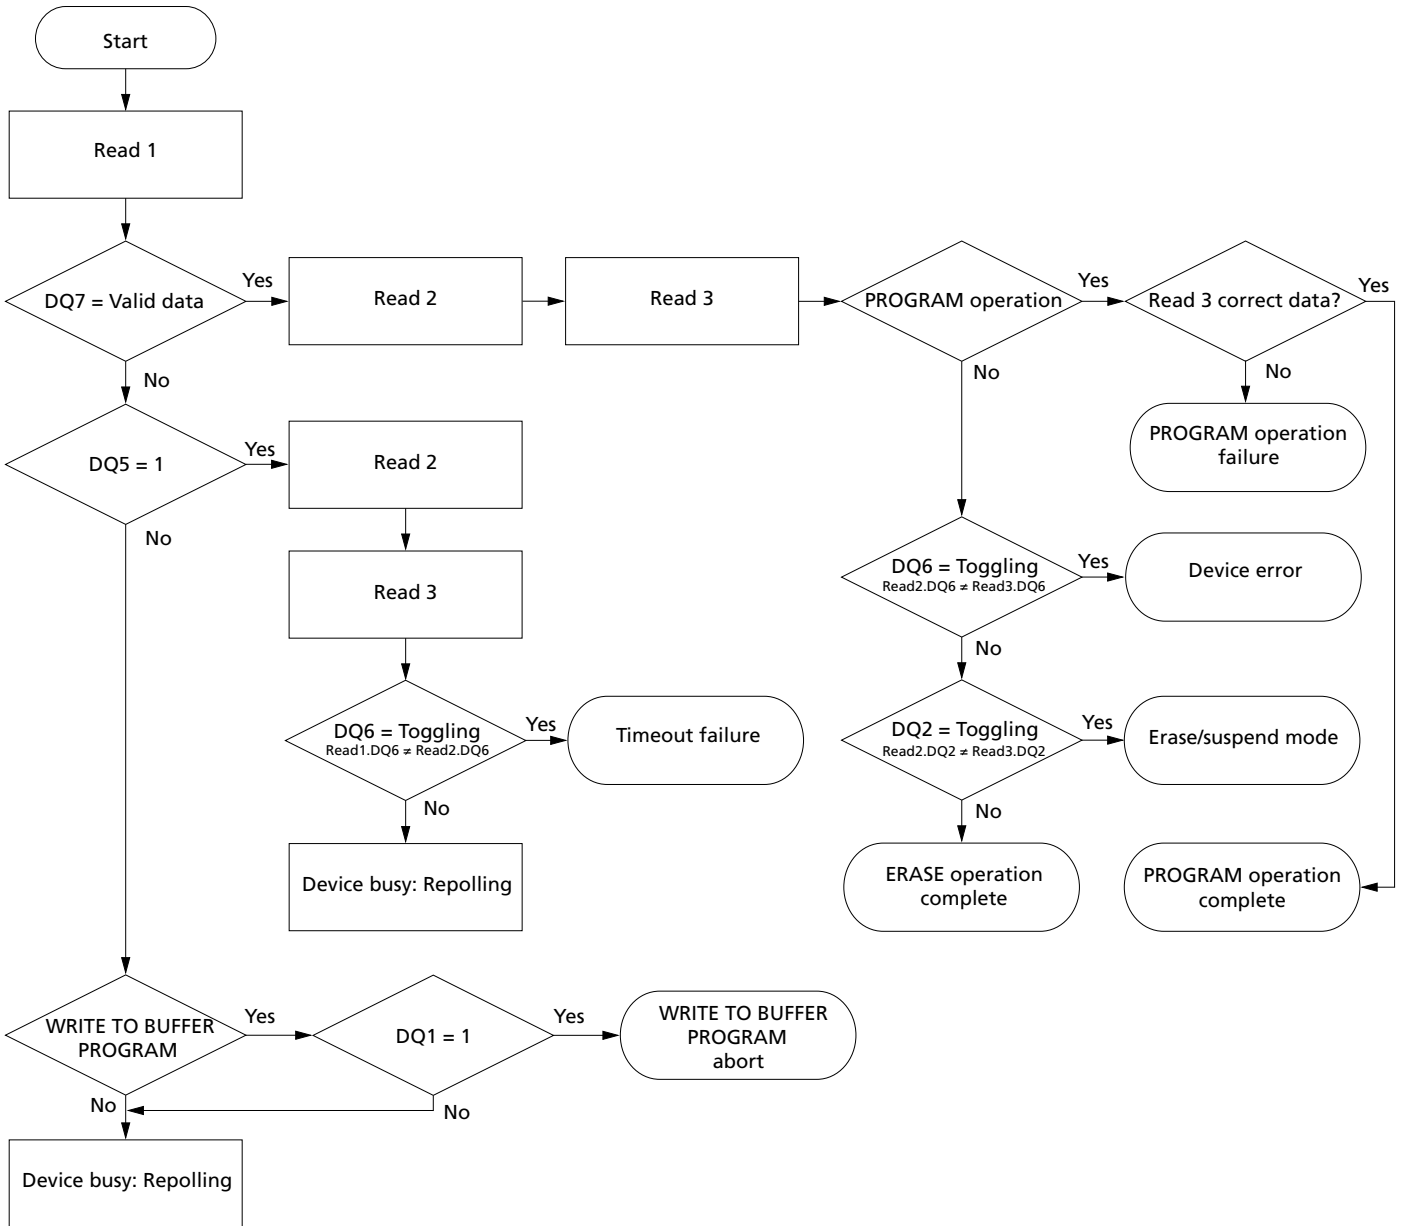 Start
Read 1
DQ7 = Valid data
Yes
Read 2
Read 3
PROGRAM operation
Yes
Read 3 correct data?
Yes
No
No
No
PROGRAM operation
failure
DQ5 = 1
Yes
Read 2
No
Read 3
DQ6 = Toggling
Read2.DQ6 ≠ Read3.DQ6
Yes
Device error
No
DQ6 = Toggling
Read1.DQ6 ≠ Read2.DQ6
Yes
Timeout failure
No
DQ2 = Toggling
Read2.DQ2 ≠ Read3.DQ2
Yes
Erase/suspend mode
No
Device busy: Repolling
ERASE operation
complete
PROGRAM operation
complete
WRITE TO BUFFER
PROGRAM
Yes
DQ1 = 1
Yes
WRITE TO BUFFER
PROGRAM
abort
No
No
Device busy: Repolling